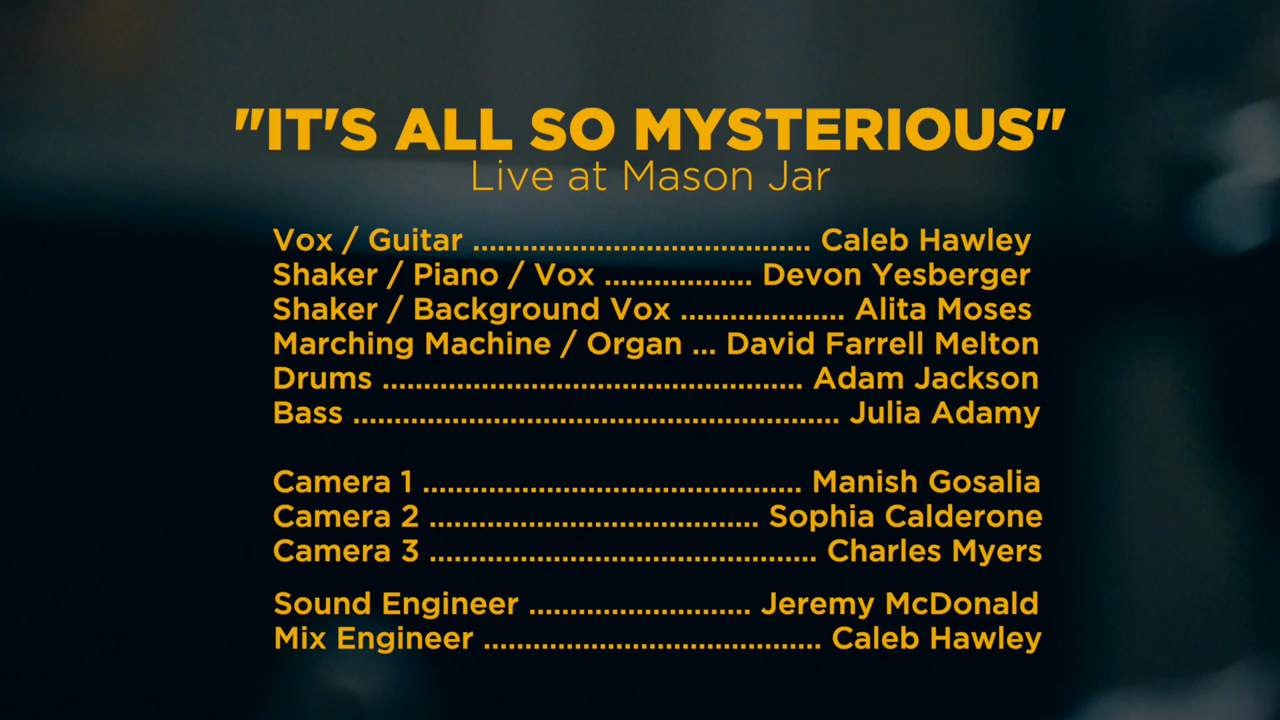 "IT'S ALL SO MYSTERIOUS"
Live at Mason Jar
Vox / Guitar ......................................... Caleb Hawley
Shaker / Piano / Vox .................. Devon Yesberger
Shaker / Background Vox .................... Alita Moses
Marching Machine / Organ ... David Farrell Melton
Drums ................................................... Adam Jackson
Bass ........................................................... Julia Adamy
Camera 1 .............................................. Manish Gosalia
Camera 2 ........................................ Sophia Calderone
Camera 3 ............................................... Charles Myers
Sound Engineer ........................... Jeremy McDonald
Mix Engineer ......................................... Caleb Hawley